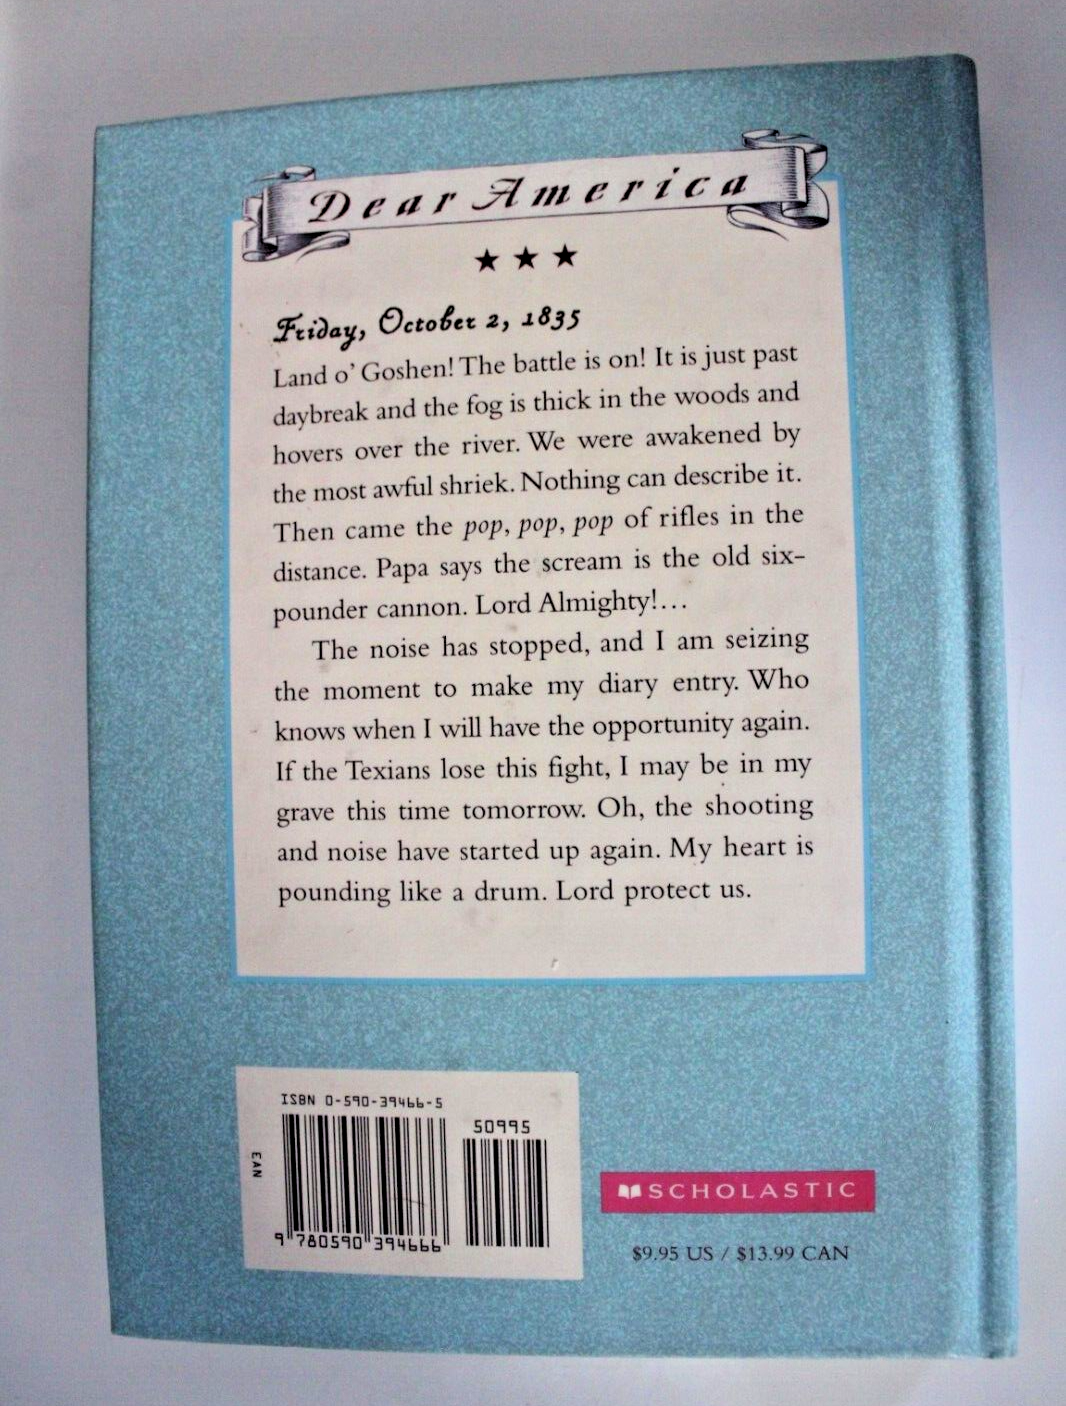 Dear America
★ ★ ★
Friday, October 2, 1835
Land o' Goshen! The battle is on! It is just past
daybreak and the fog is thick in the woods and
hovers over the river. We were awakened by
the most awful shriek. Nothing can describe it.
Then came the pop, pop, pop of rifles in the
distance. Papa says the scream is the old six-
pounder cannon. Lord Almighty!...
The noise has stopped, and I am seizing
the moment to make my diary entry. Who
knows when I will have the opportunity again.
If the Texians lose this fight, I may be in my
grave this time tomorrow. Oh, the shooting
and noise have started up again. My heart is
pounding like a drum. Lord protect us.
ISBN 0-590-39466-5
50995
EAN
9 780590 394666
SCHOLASTIC
$9.95 US / $13.99 CAN